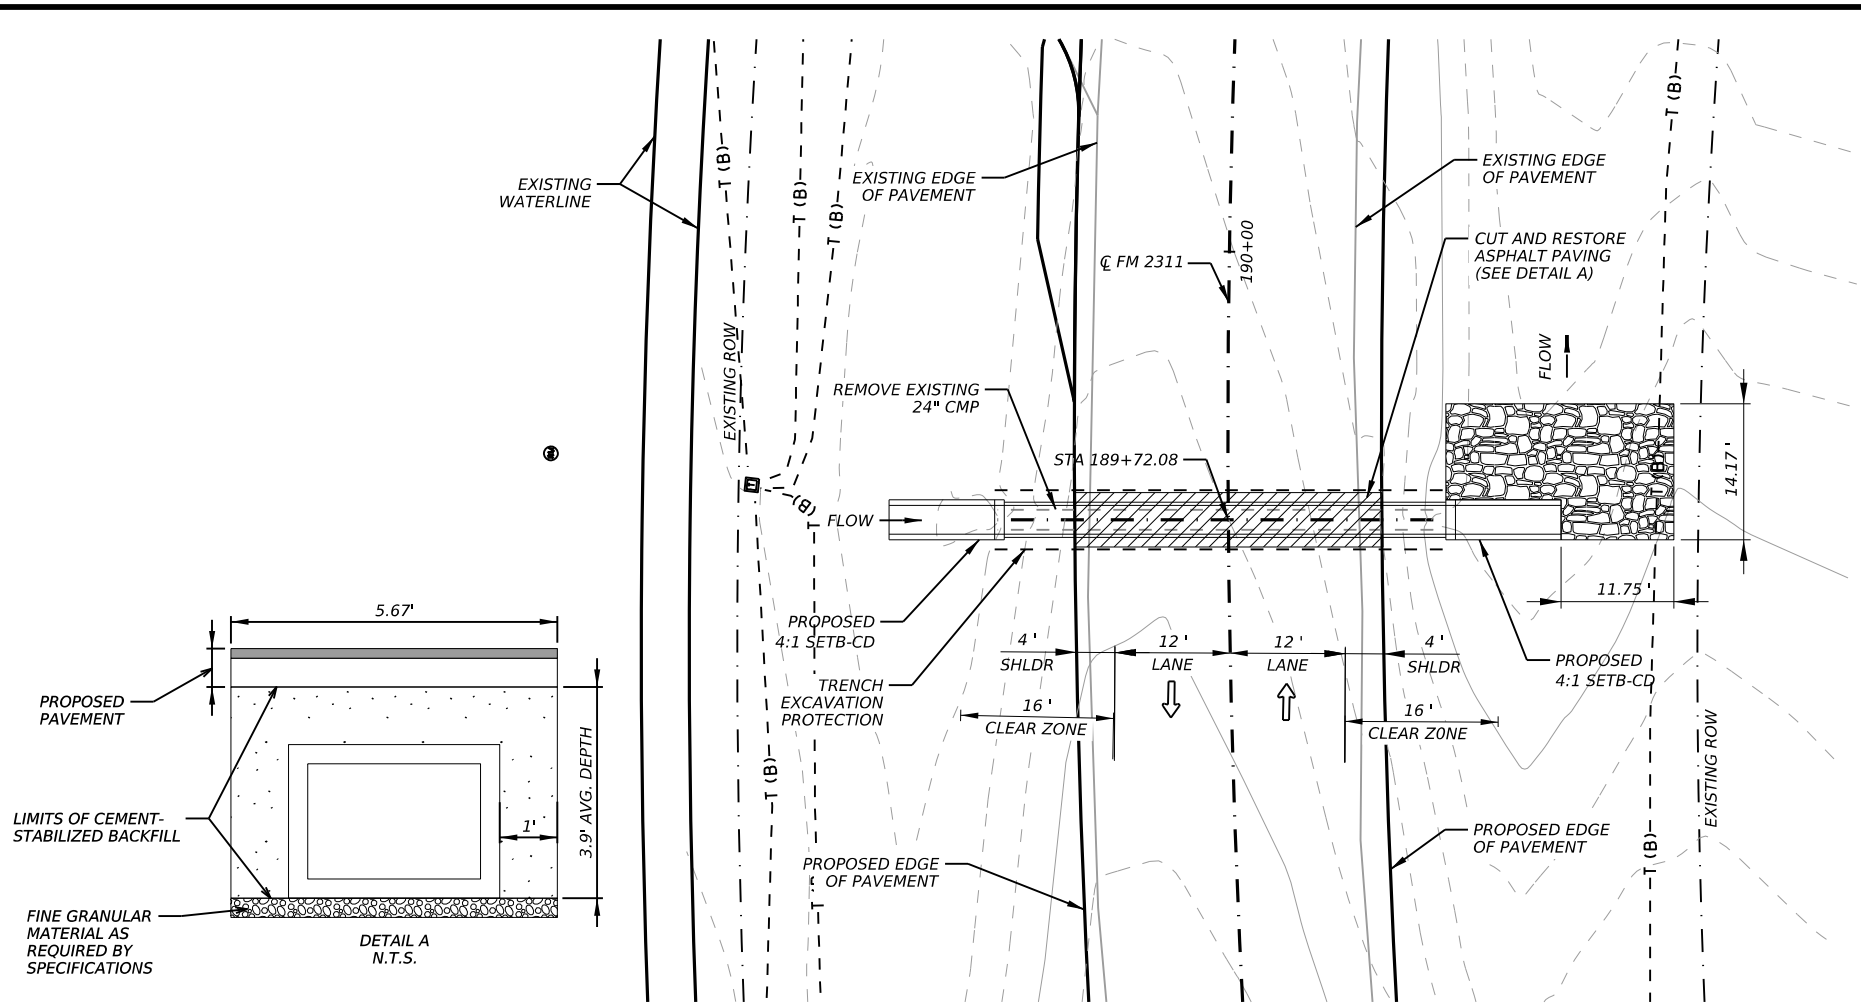 EXISTING
WATERLINE
T (B)
T (B)
T (B)
EXISTING EDGE
OF PAVEMENT
EXISTING EDGE
OF PAVEMENT
T (B)
190+00
℄ FM 2311
CUT AND RESTORE
ASPHALT PAVING
(SEE DETAIL A)
EXISTING ROW
REMOVE EXISTING
24" CMP
FLOW
STA 189+72.08
T (B)
14.17 '
(B)
T
FLOW
11.75 '
PROPOSED
4:1 SETB-CD
4 '
SHLDR
12 '
LANE
12 '
LANE
4 '
SHLDR
PROPOSED
4:1 SETB-CD
TRENCH
EXCAVATION
PROTECTION
16 '
CLEAR ZONE
16 '
CLEAR Z0NE
T (B)
EXISTING ROW
T (B)
PROPOSED EDGE
OF PAVEMENT
PROPOSED EDGE
OF PAVEMENT
T
5.67'
PROPOSED
PAVEMENT
3.9' AVG. DEPTH
LIMITS OF CEMENT-
STABILIZED BACKFILL
1'
FINE GRANULAR
MATERIAL AS
REQUIRED BY
SPECIFICATIONS
DETAIL A
N.T.S.